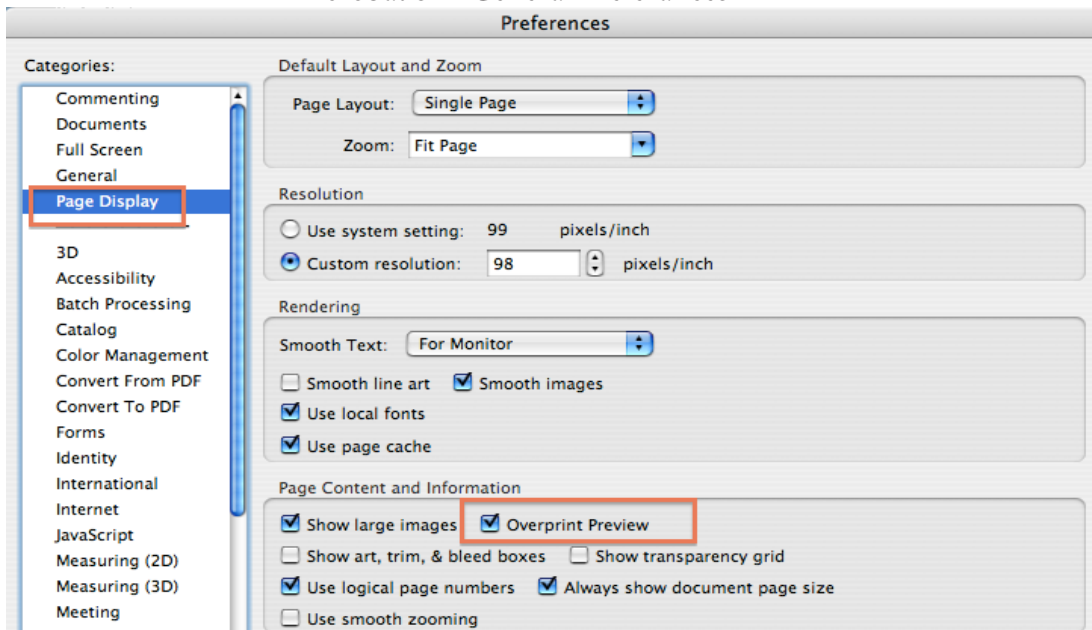 Preferences
Categories:
Commenting
Documents
Full Screen
General
Page Display
3D
Accessibility
Batch Processing
Catalog
Color Management
Convert From PDF
Convert To PDF
Forms
Identity
International
Internet
JavaScript
Measuring (2D)
Measuring (3D)
Meeting
Default Layout and Zoom
Page Layout: Single Page
Zoom: Fit Page
Resolution
Use system setting: 99 pixels/inch
Custom resolution: 98 pixels/inch
Rendering
Smooth Text: For Monitor
Smooth line art Smooth images
Use local fonts
Use page cache
Page Content and Information
Show large images Overprint Preview
Show art, trim, & bleed boxes Show transparency grid
Use logical page numbers Always show document page size
Use smooth zooming